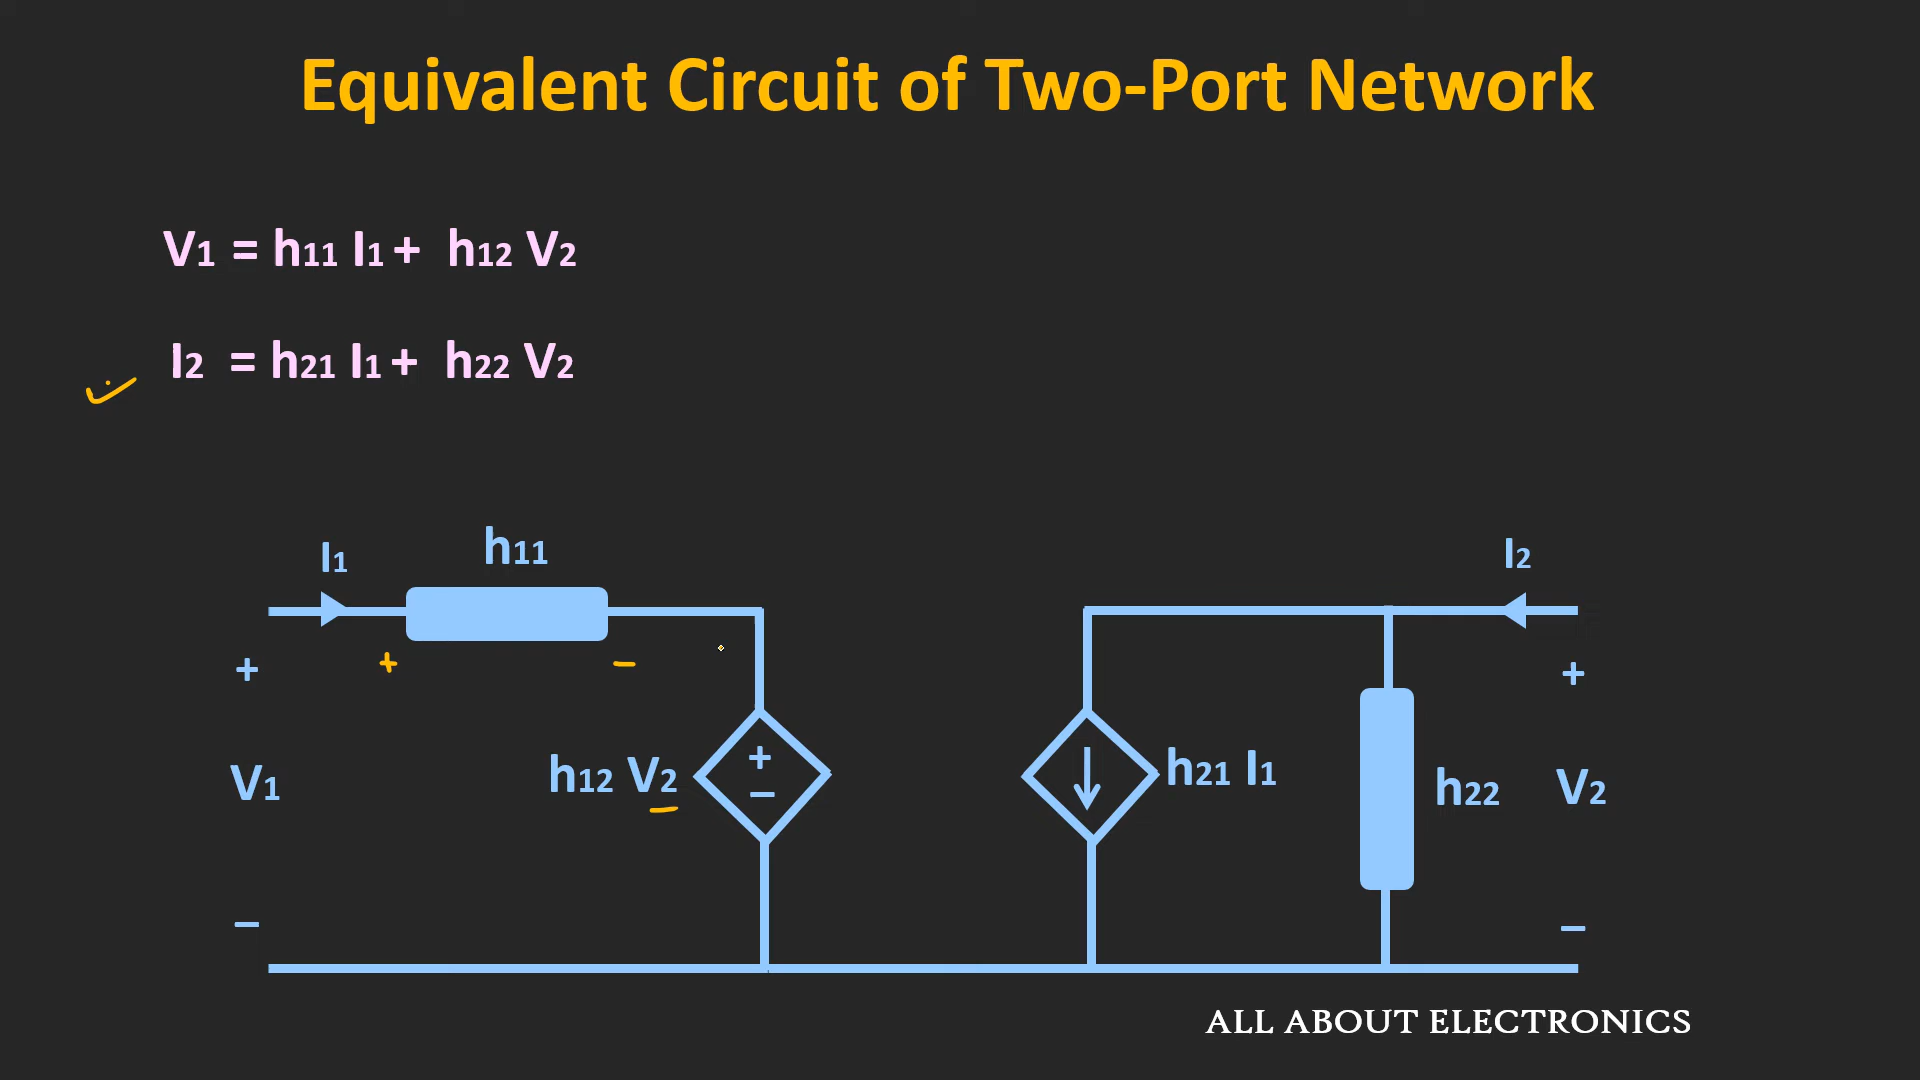 Equivalent Circuit of Two-Port Network
V1 = h11 I1 + h12 V2
I2 = h21 I1 + h22 V2
I1
h11
I2
+
+
−
+
h12 V2
+
−
h21 I1
V1
h22
V2
−
−
ALL ABOUT ELECTRONICS